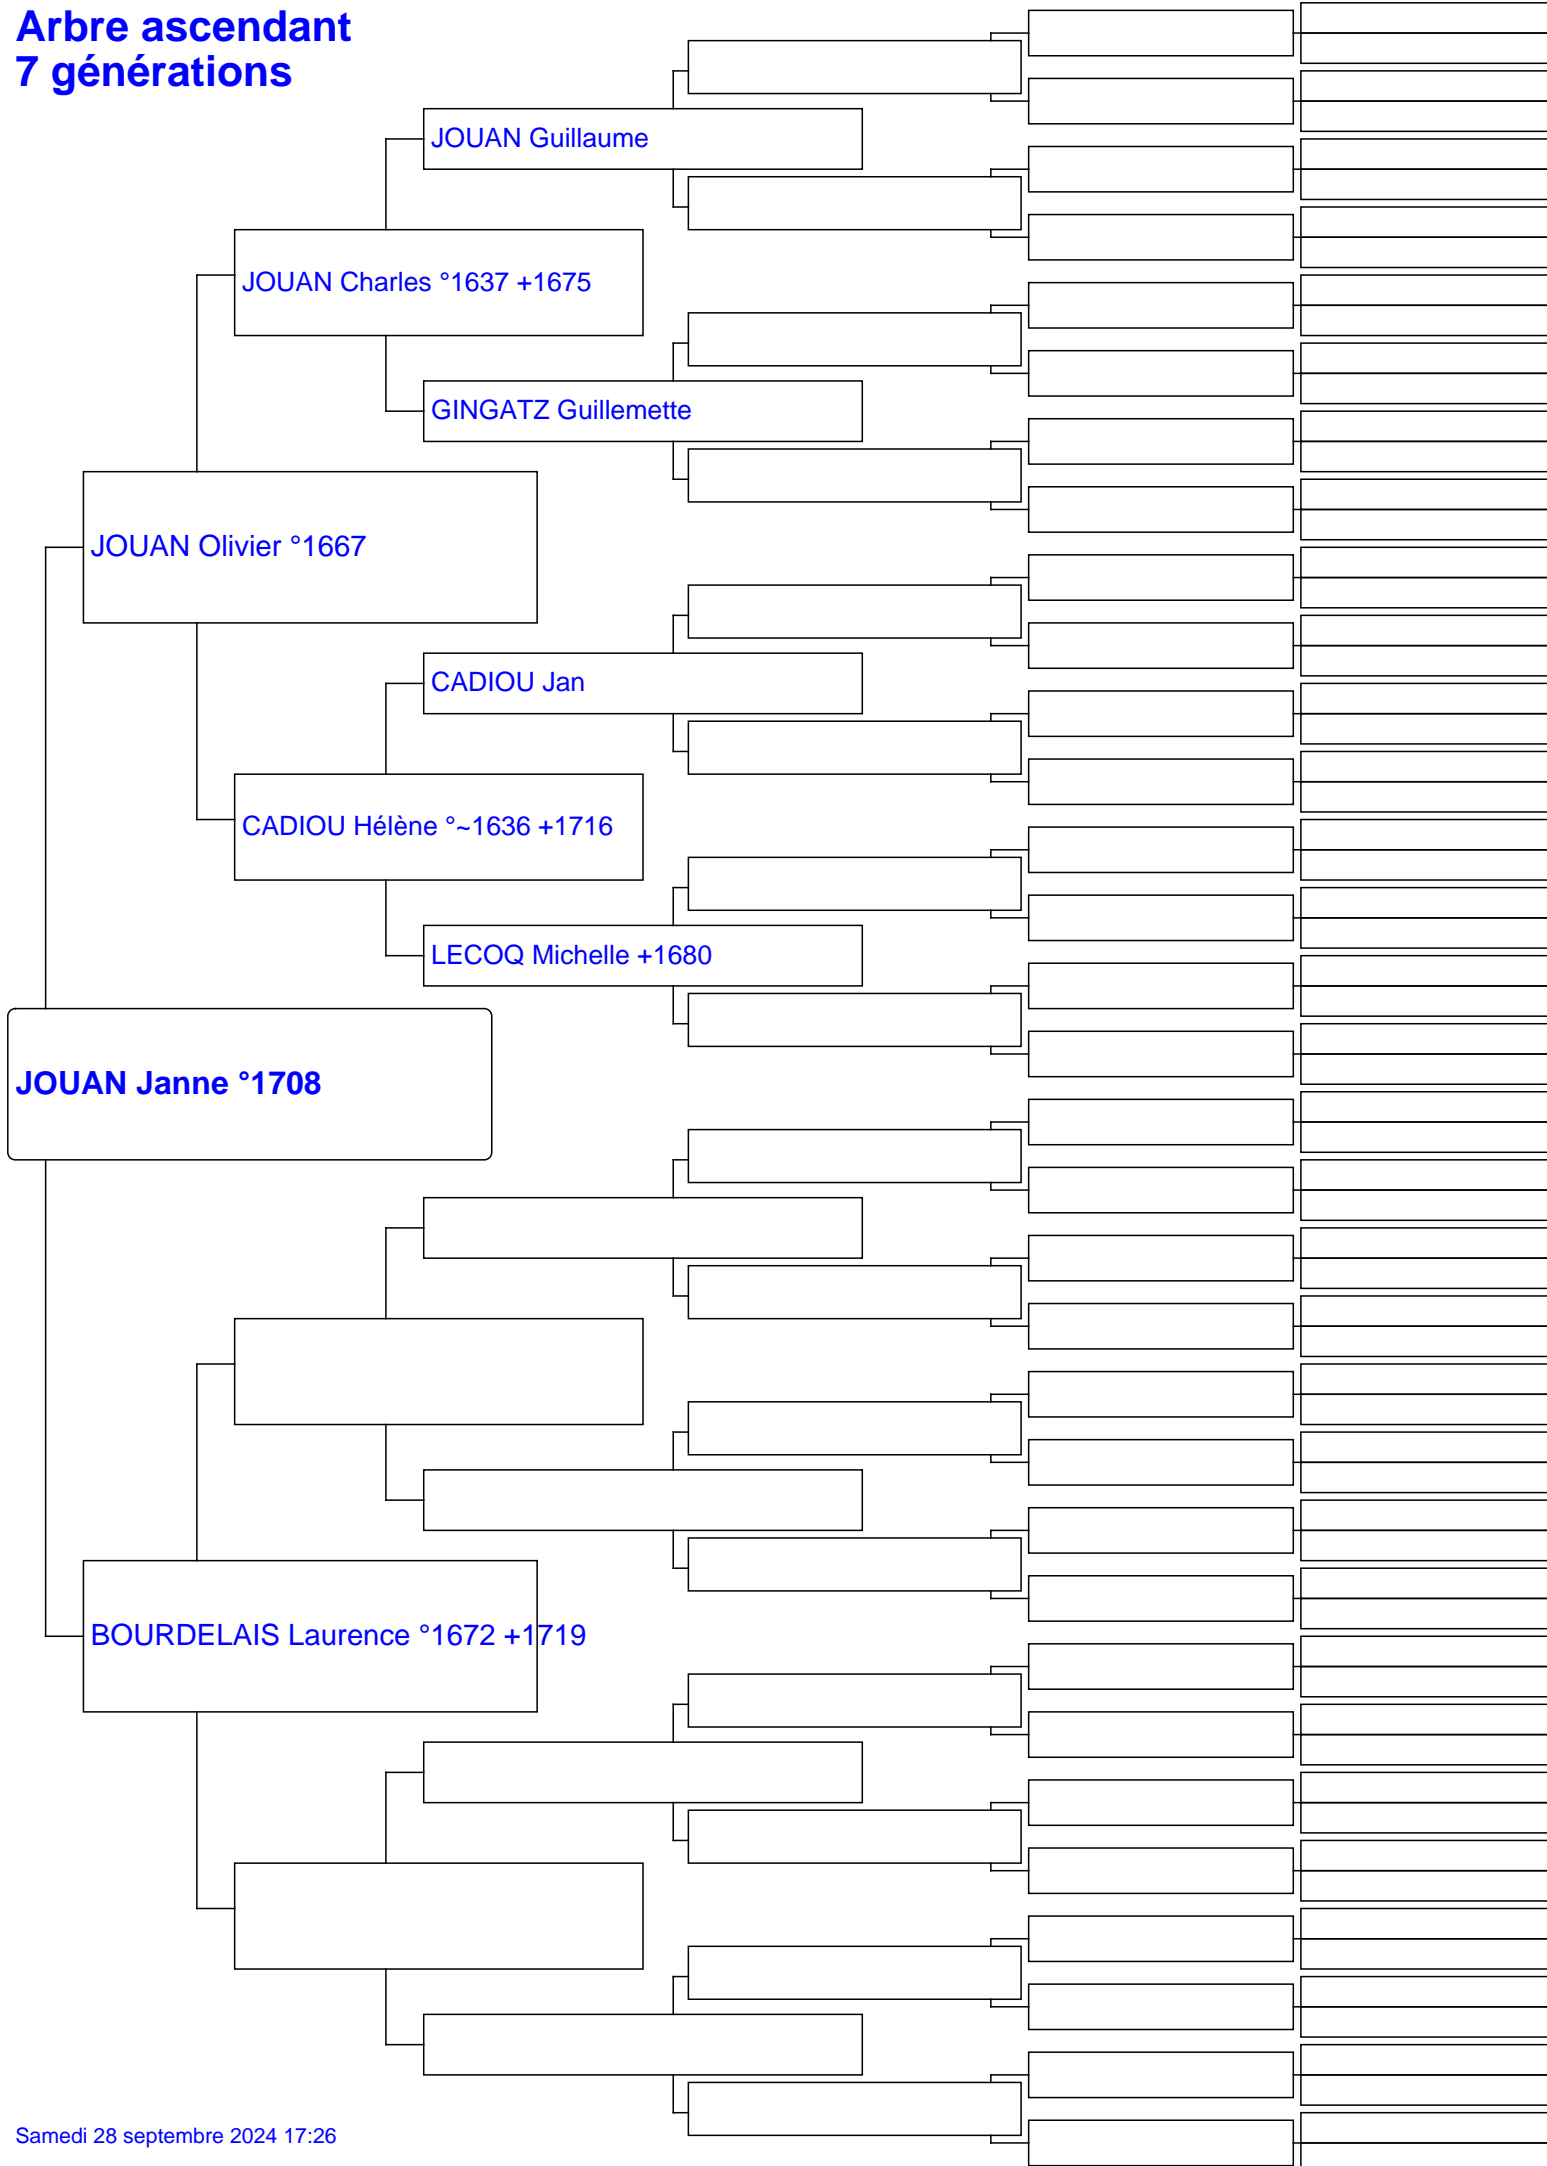 Arbre ascendant
7 générations
JOUAN Guillaume
JOUAN Charles °1637 +1675
GINGATZ Guillemette
JOUAN Olivier °1667
CADIOU Jan
CADIOU Hélène °~1636 +1716
LECOQ Michelle +1680
JOUAN Janne °1708
BOURDELAIS Laurence °1672 +1719
Samedi 28 septembre 2024 17:26